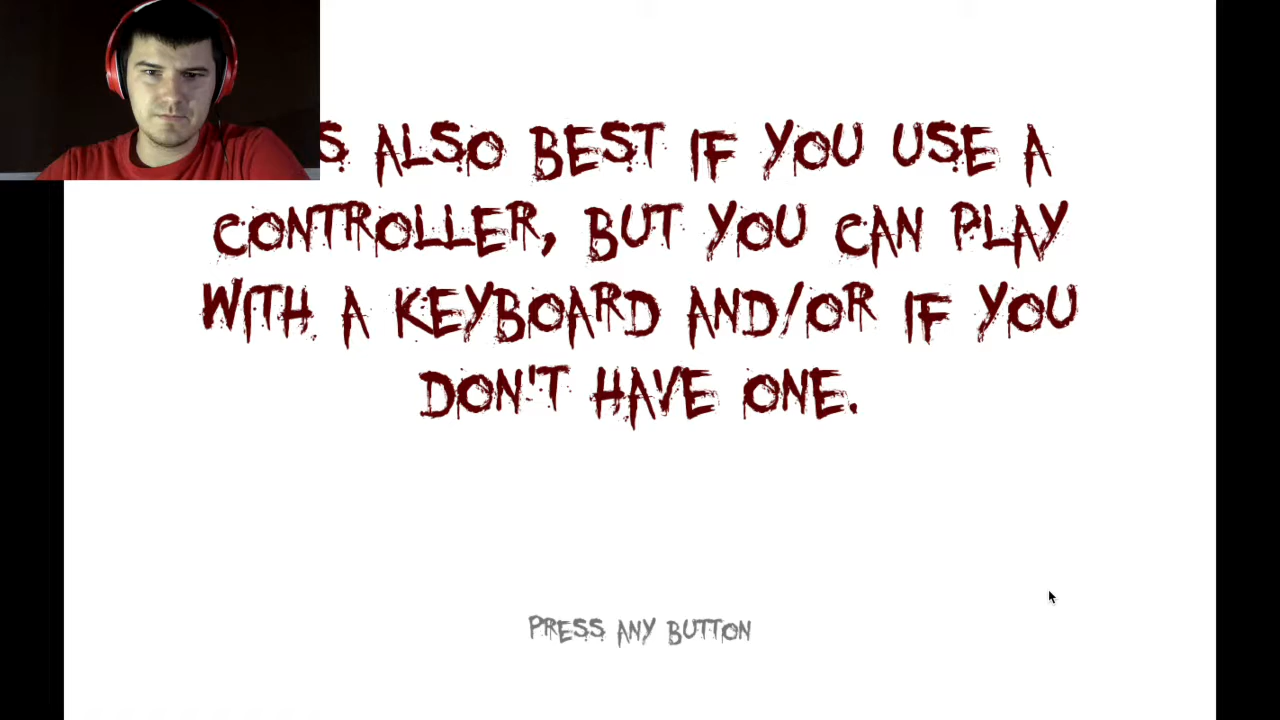 ALSO BEST IF YOU USE A
CONTROLLER, BUT YOU CAN PLAY
WITH A KEYBOARD AND/OR IF YOU
DON'T HAVE ONE.
PRESS ANY BUTTON